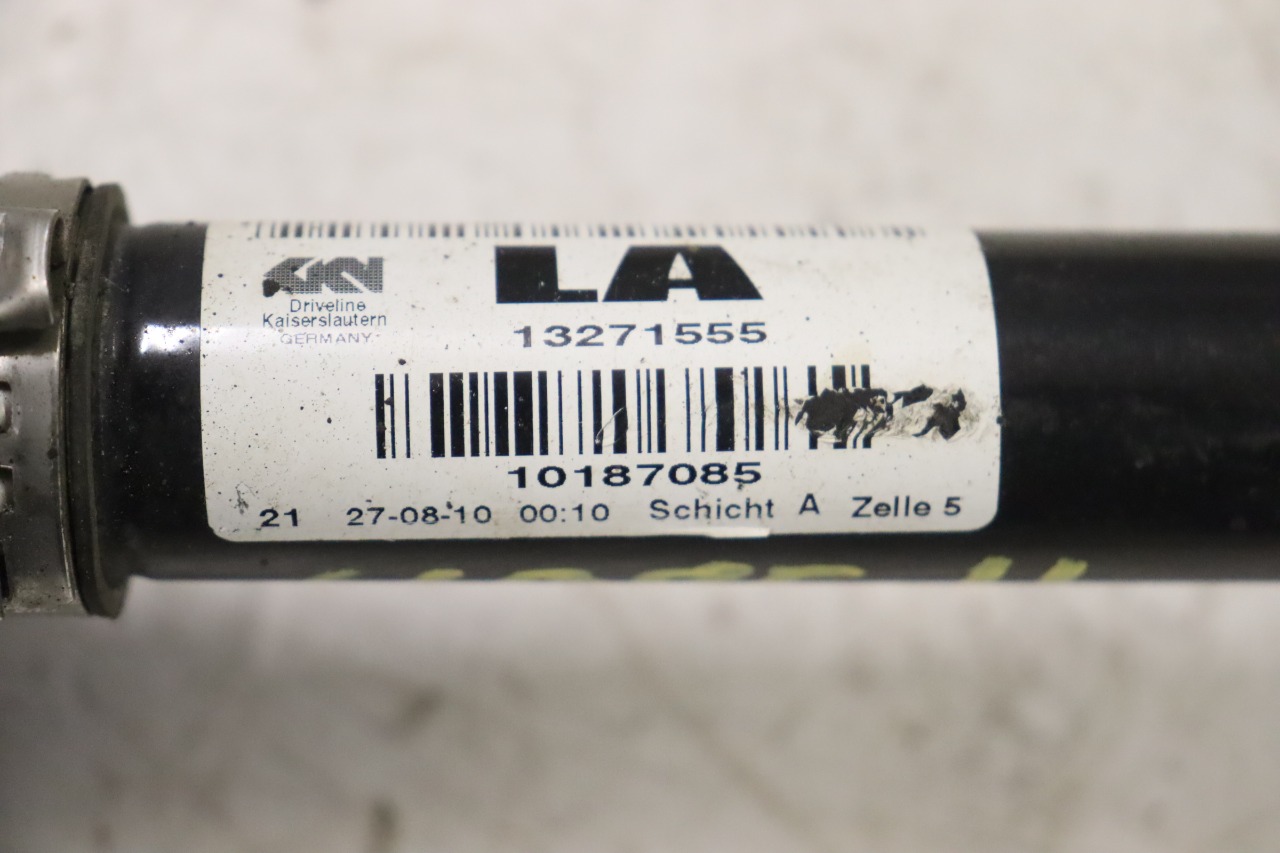 GKN
Driveline
Kaiserslautern
GERMANY
LA
13271555
10187085
21 27-08-10 00:10 Schicht A Zelle 5